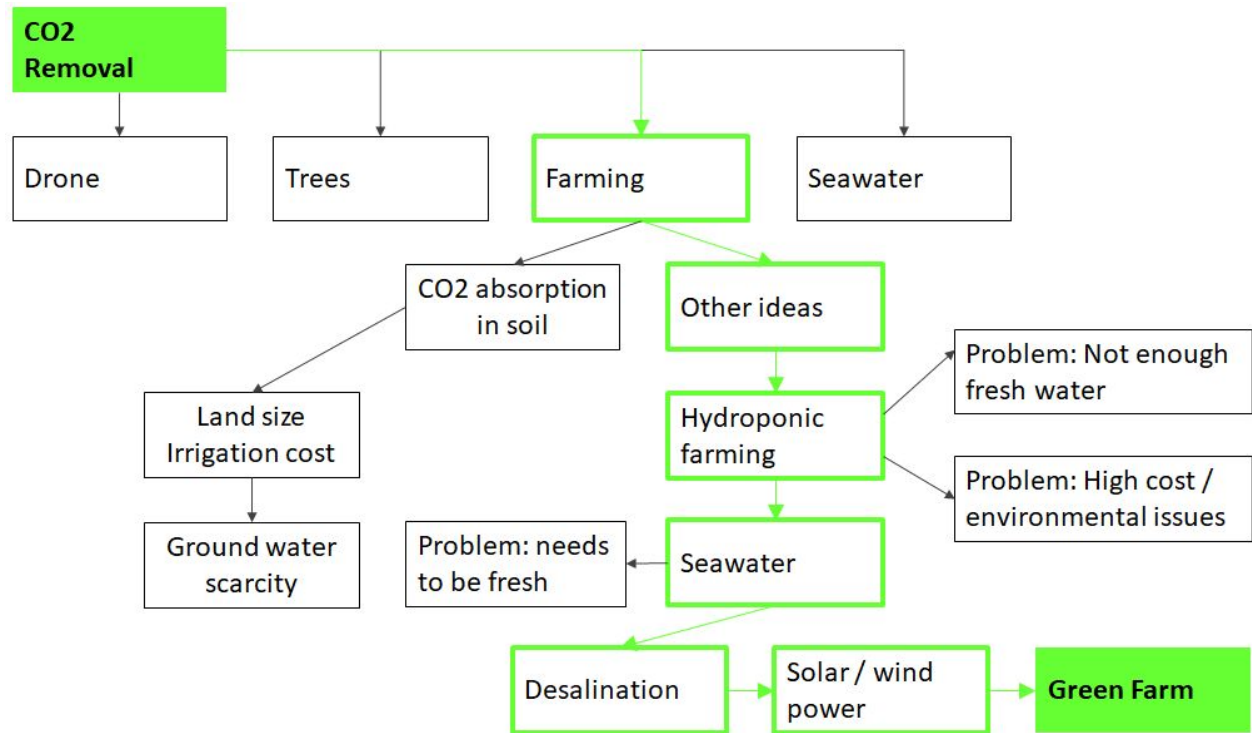 CO2
Removal
Drone
Trees
Farming
Seawater
CO2 absorption
in soil
Other ideas
Problem: Not enough
fresh water
Land size
Irrigation cost
Hydroponic
farming
Problem: High cost /
environmental issues
Ground water
scarcity
Problem: needs
to be fresh
Seawater
Desalination
Solar / wind
power
Green Farm